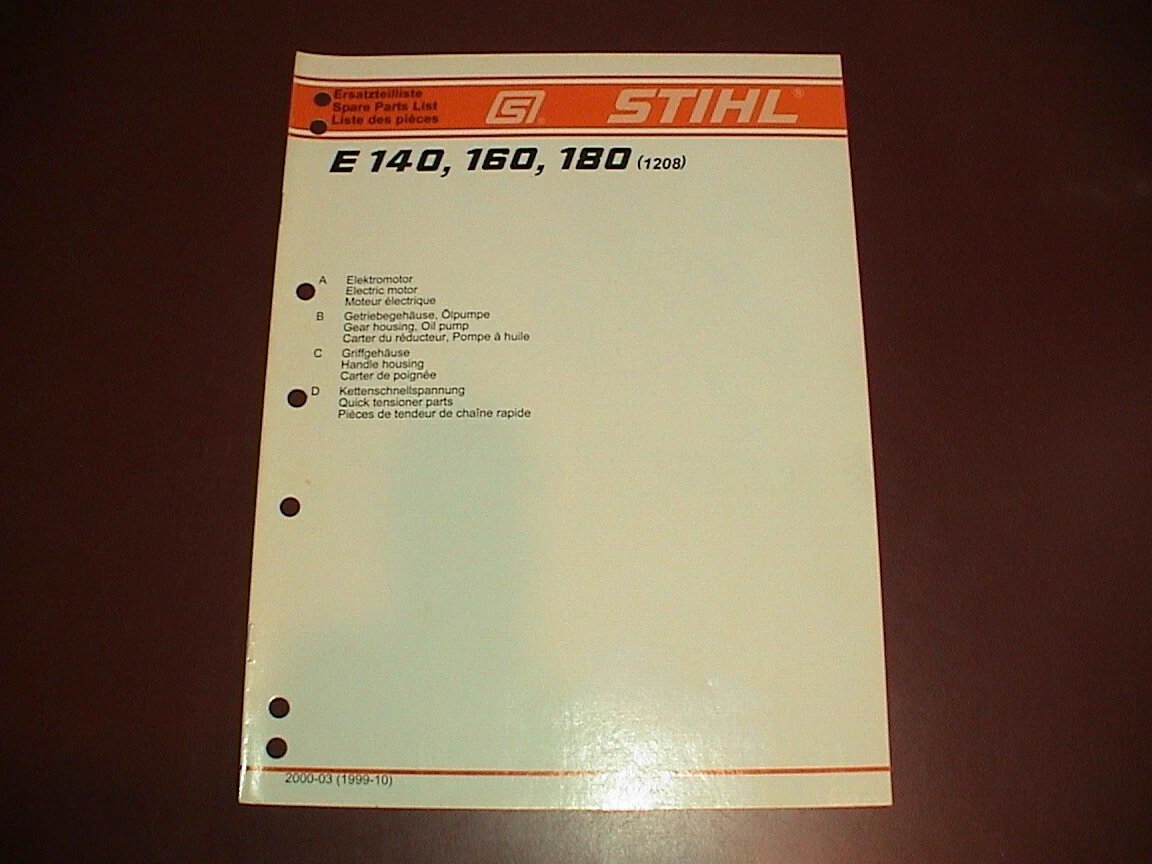 Ersatzteilliste
Spare Parts List
Liste des pièces
STIHL®
E 140, 160, 180 (1208)
A Elektromotor
Electric motor
Moteur électrique
B Getriebegehäuse, Ölpumpe
Gear housing, Oil pump
Carter du réducteur, Pompe à huile
C Griffgehäuse
Handle housing
Carter de poignée
D Kettenschnellspannung
Quick tensioner parts
Pièces de tendeur de chaîne rapide
2000-03 (1999-10)